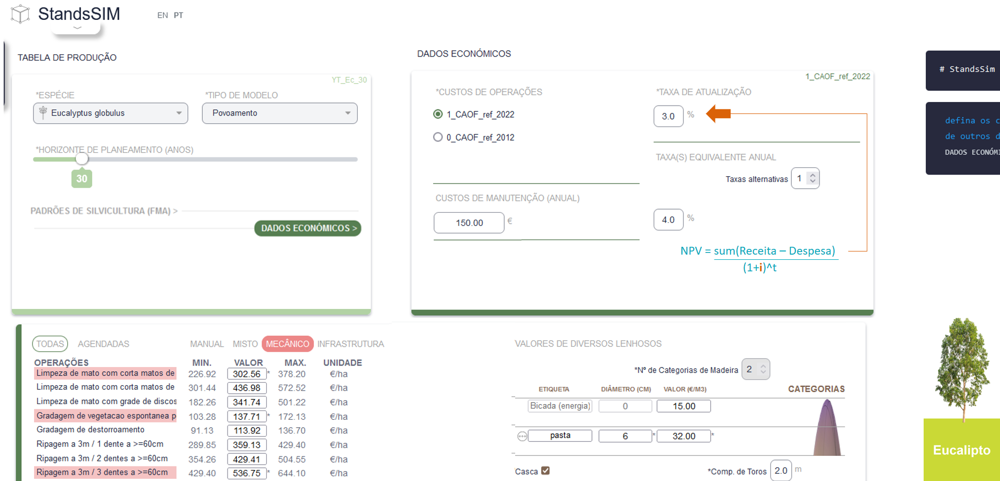 StandsSIM
EN PT
TABELA DE PRODUÇÃO
YT_Ec_30
*ESPÉCIE
*TIPO DE MODELO
Eucalyptus globulus
Povoamento
*HORIZONTE DE PLANEAMENTO (ANOS)
30
PADRÕES DE SILVICULTURA (FMA) >
DADOS ECONÓMICOS >
DADOS ECONÓMICOS
1_CAOF_ref_2022
*CUSTOS DE OPERAÇÕES
1_CAOF_ref_2022
0_CAOF_ref_2012
CUSTOS DE MANUTENÇÃO (ANUAL)
150.00 €
*TAXA DE ATUALIZAÇÃO
3.0 %
TAXA(S) EQUIVALENTE ANUAL
Taxas alternativas 1
4.0 %
NPV = sum(Receita – Despesa)
(1+i)^t
# StandsSim
defina os c
de outros d
DADOS ECONÓMI
TODAS AGENDADAS MANUAL MISTO MECÂNICO INFRASTRUTURA
OPERAÇÕES MIN. VALOR MAX. UNIDADE
Limpeza de mato com corta matos de 226.92 302.56 * 378.20 €/ha
Limpeza de mato com corta matos de 301.44 436.98 572.52 €/ha
Limpeza de mato com grade de discos 182.26 341.74 501.22 €/ha
Gradagem de vegetacao espontanea p 103.28 137.71 * 172.13 €/ha
Gradagem de destorroamento 91.13 113.92 136.70 €/ha
Ripagem a 3m / 1 dente a >=60cm 289.85 359.13 429.40 €/ha
Ripagem a 3m / 2 dentes a >=60cm 354.26 429.41 504.55 €/ha
Ripagem a 3m / 3 dentes a >=60cm 429.40 536.75 * 644.10 €/ha
VALORES DE DIVERSOS LENHOSOS
*Nº de Categorias de Madeira 2
ETIQUETA DIÂMETRO (CM) VALOR (€/M3) CATEGORIAS
Bicada (energia) 0 15.00
pasta 6 * 32.00 *
Casca
*Comp. de Toros 2.0 m
Eucalipto